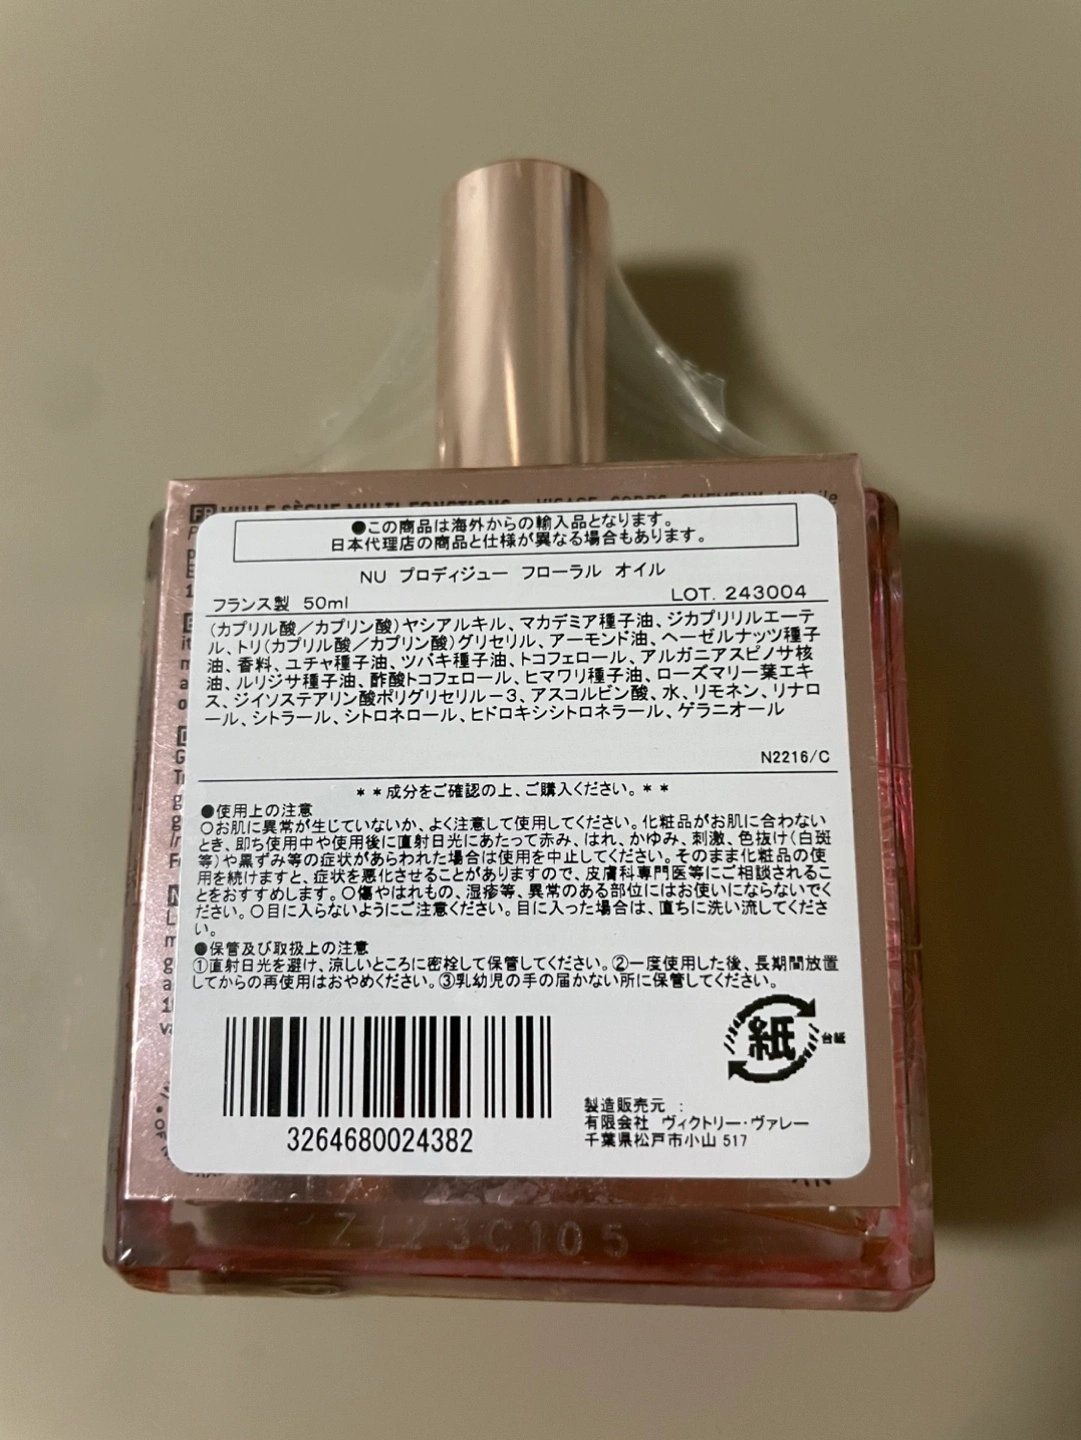 FR HUILE SÈCHE MULTI-FONCTIONS - VISAGE, CORPS, CHEVEUX
●この商品は海外からの輸入品となります。
日本代理店の商品と仕様が異なる場合もあります。
NU プロディジュー フローラル オイル
フランス製 50ml LOT. 243004
(カプリル酸/カプリン酸)ヤシアルキル、マカデミア種子油、ジカプリリルエーテ
ル、トリ(カプリル酸/カプリン酸)グリセリル、アーモンド油、ヘーゼルナッツ種子
油、香料、ユチャ種子油、ツバキ種子油、トコフェロール、アルガニアスピノサ核
油、ルリジサ種子油、酢酸トコフェロール、ヒマワリ種子油、ローズマリー葉エキ
ス、ジイソステアリン酸ポリグリセリル-3、アスコルビン酸、水、リモネン、リナロ
ール、シトラール、シトロネロール、ヒドロキシシトロネラール、ゲラニオール
N2216/C
**成分をご確認の上、ご購入ください。**
●使用上の注意
○お肌に異常が生じていないか、よく注意して使用してください。化粧品がお肌に合わない
とき、即ち使用中や使用後に直射日光にあたって赤み、はれ、かゆみ、刺激、色抜け(白斑
等)や黒ずみ等の症状があらわれた場合は使用を中止してください。そのまま化粧品の使
用を続けますと、症状を悪化させることがありますので、皮膚科専門医等にご相談されるこ
とをおすすめします。○傷やはれもの、湿疹等、異常のある部位にはお使いにならないでく
ださい。○目に入らないようにご注意ください。目に入った場合は、直ちに洗い流してくださ
い。
●保管及び取扱上の注意
①直射日光を避け、涼しいところに密栓して保管してください。②一度使用した後、長期間放置
してからの再使用はおやめください。③乳幼児の手の届かない所に保管してください。
紙 台紙
3264680024382
製造販売元 :
有限会社 ヴィクトリー・ヴァレー
千葉県松戸市小山 517
Z123C105